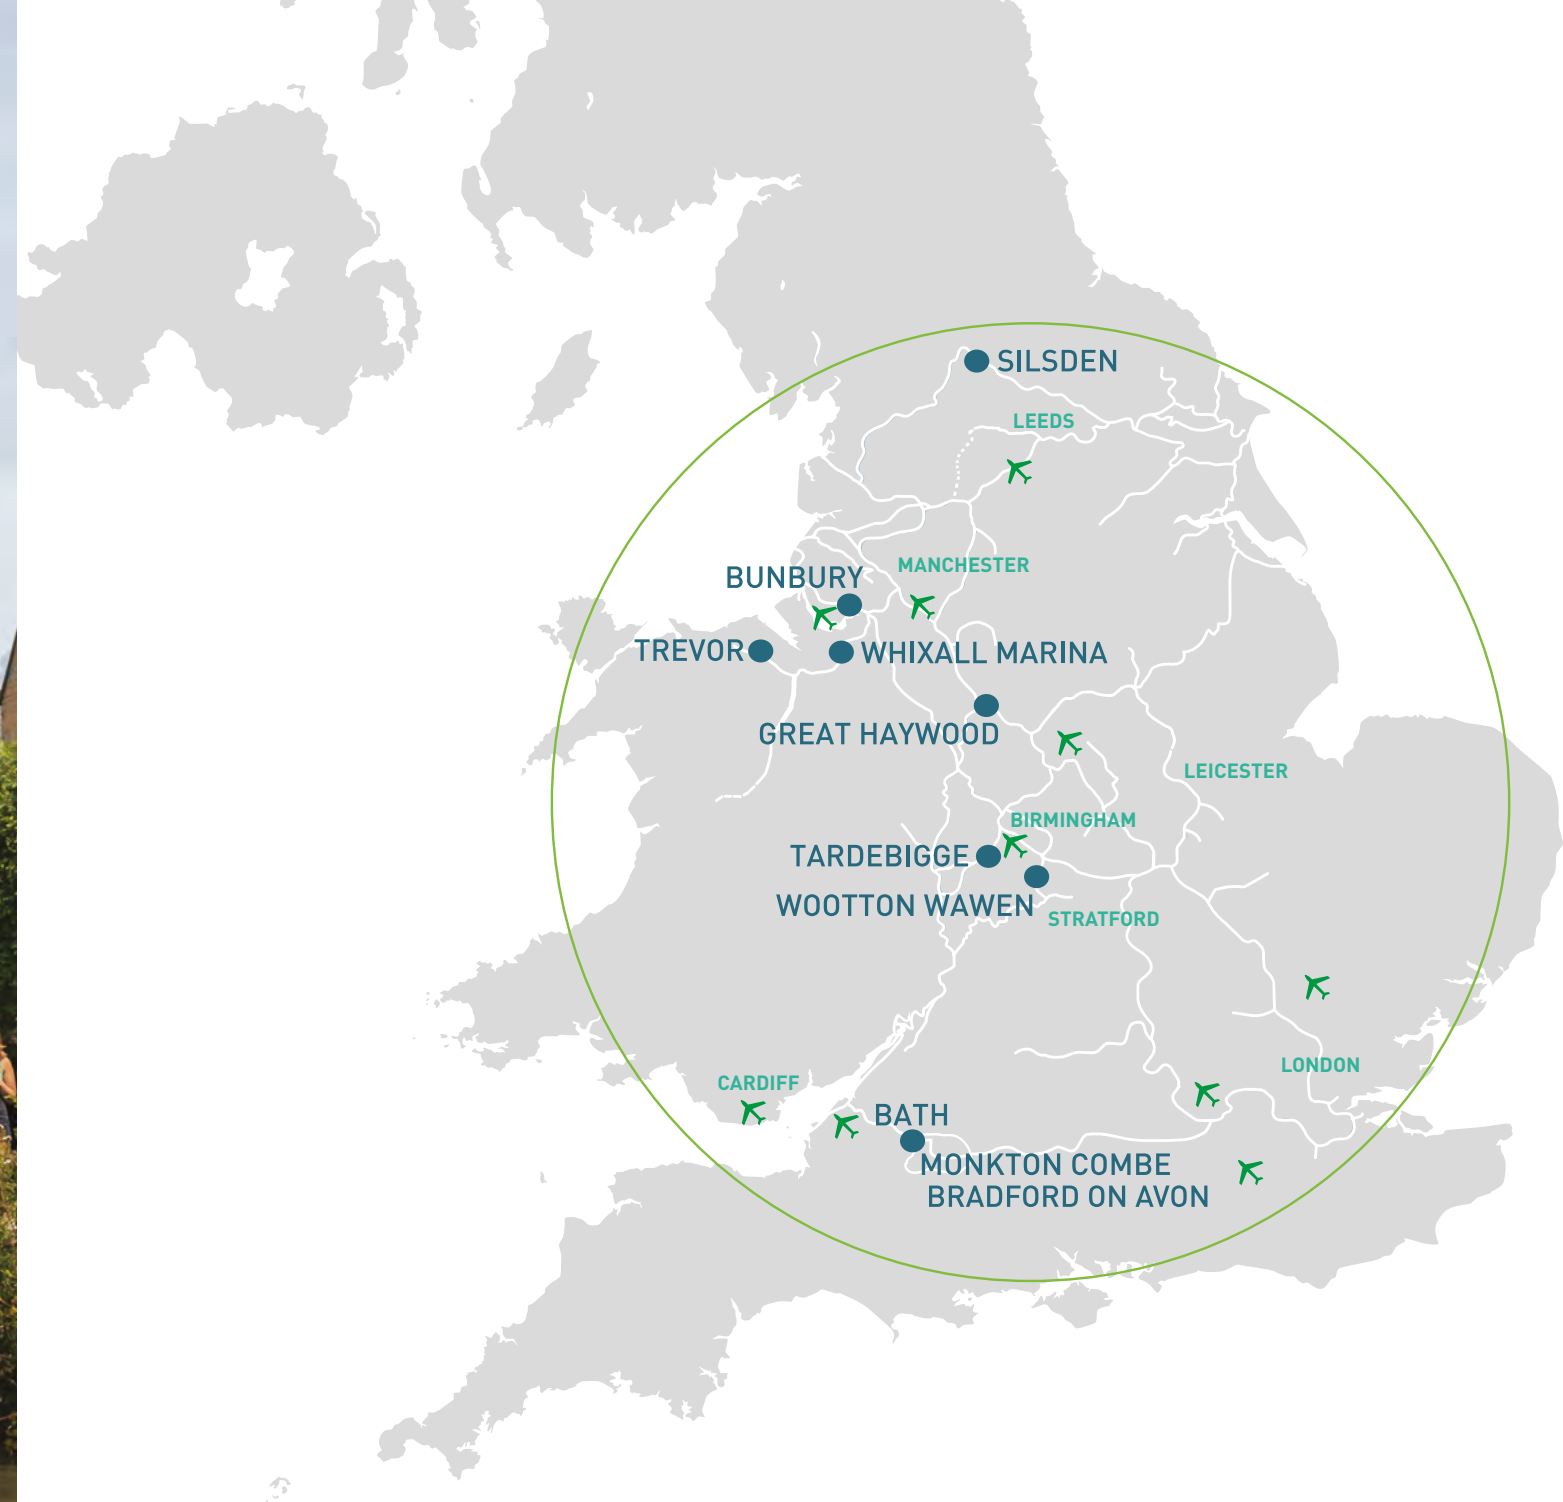 SILSDEN
LEEDS
MANCHESTER
BUNBURY
TREVOR
WHIXALL MARINA
GREAT HAYWOOD
LEICESTER
BIRMINGHAM
TARDEBIGGE
WOOTTON WAWEN
STRATFORD
LONDON
CARDIFF
BATH
MONKTON COMBE
BRADFORD ON AVON